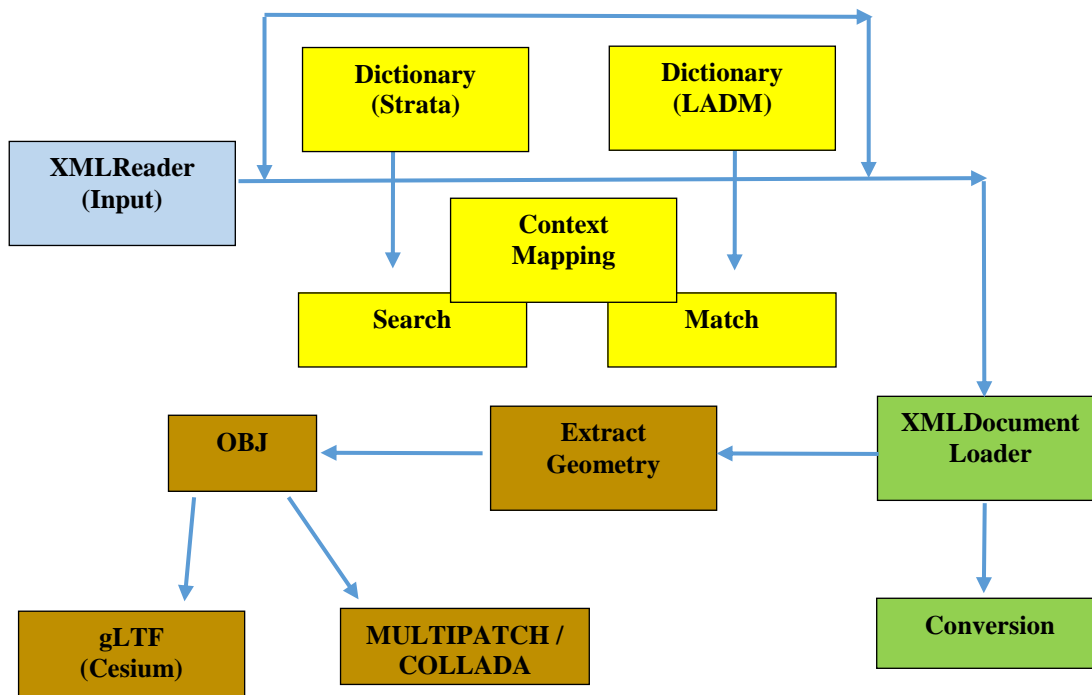 Dictionary
(Strata)
Dictionary
(LADM)
XMLReader
(Input)
Context
Mapping
Search
Match
XMLDocument
Loader
OBJ
Extract
Geometry
gLTF
(Cesium)
MULTIPATCH /
COLLADA
Conversion